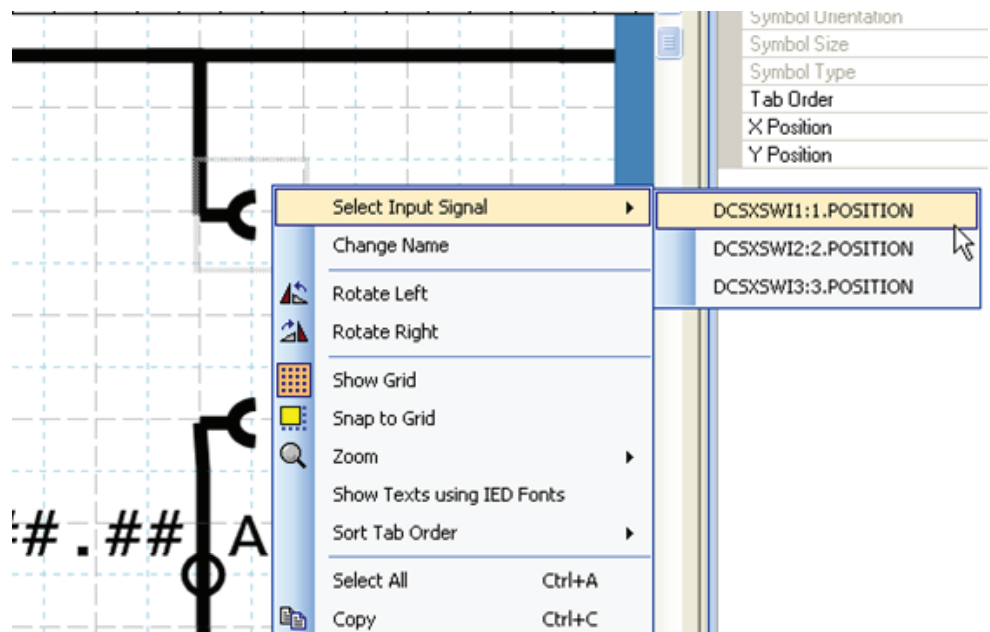 Symbol Orientation
Symbol Size
Symbol Type
Tab Order
X Position
Y Position
Select Input Signal
DCSXSWI1:1.POSITION
Change Name
DCSXSWI2:2.POSITION
DCSXSWI3:3.POSITION
Rotate Left
Rotate Right
Show Grid
Snap to Grid
Zoom
Show Texts using IED Fonts
Sort Tab Order
##.## A
Select All Ctrl+A
Copy Ctrl+C